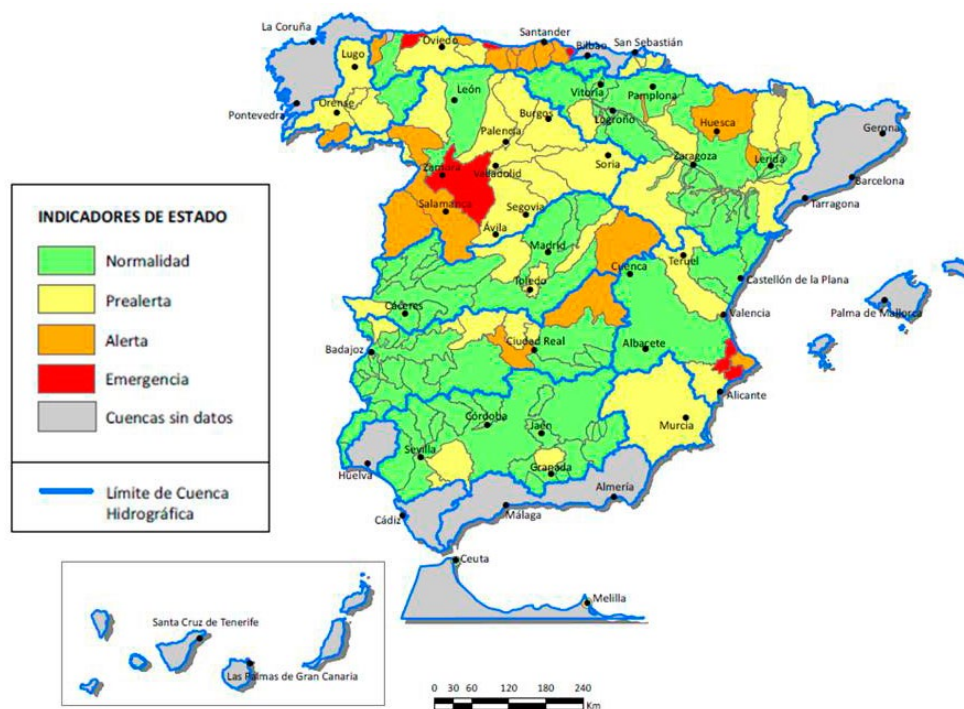 La Coruña
Oviedo
Santander
Bilbao
San Sebastián
Lugo
León
Vitoria
Pamplona
Pontevedra
Orense
Burgos
Logroño
Huesca
Gerona
Palencia
Zamora
Valladolid
Soria
Zaragoza
Lerida
Barcelona
Tarragona
Salamanca
Segovia
Ávila
Madrid
Teruel
Cuenca
Castellón de la Plana
Toledo
Cáceres
Valencia
Palma de Mallorca
Badajoz
Ciudad Real
Albacete
Alicante
Murcia
Córdoba
Jaén
Sevilla
Huelva
Granada
Almería
Cádiz
Málaga
Ceuta
Melilla
INDICADORES DE ESTADO
Normalidad
Prealerta
Alerta
Emergencia
Cuencas sin datos
Límite de Cuenca
Hidrográfica
Santa Cruz de Tenerife
Las Palmas de Gran Canaria
0 30 60 120 180 240
Km